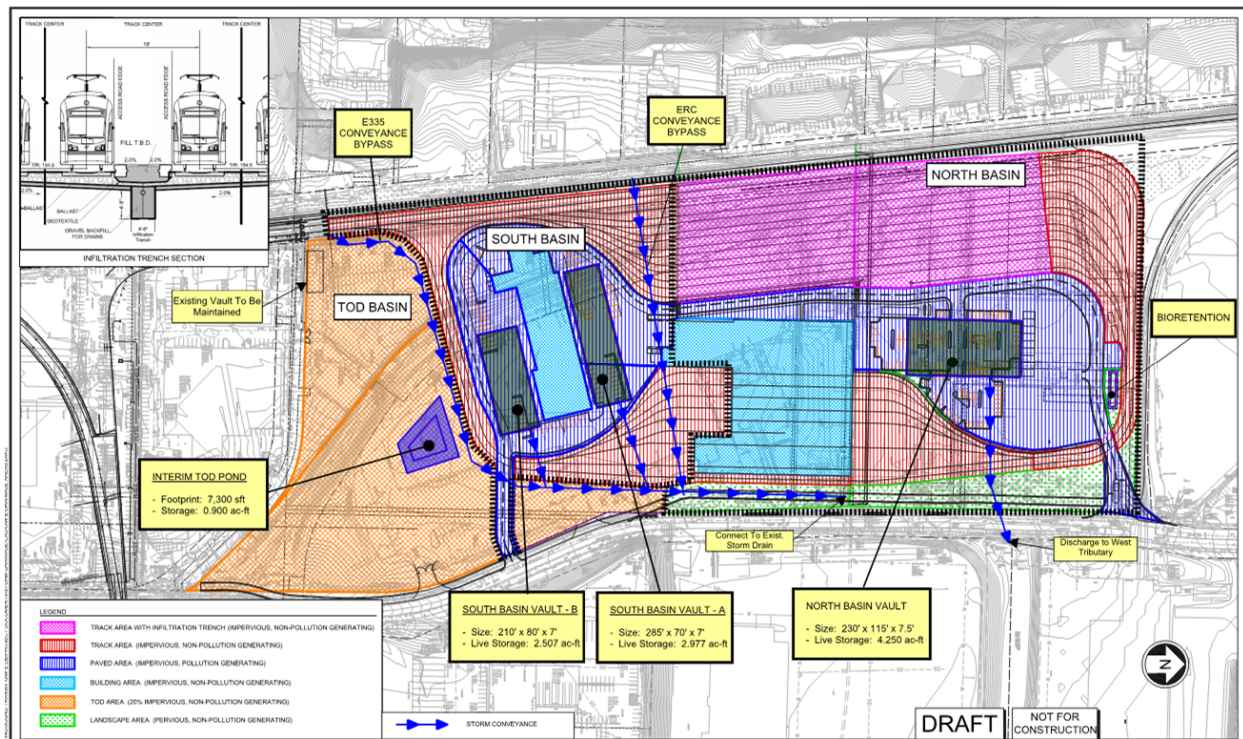 TRACK CENTER
TRACK CENTER
TRACK CENTER
ACCESS ROAD EDGE
ACCESS ROAD EDGE
FILL T.B.D.
2.0%
2.0%
2.0%
2.0%
BALLAST
GEOTEXTILE
GRAVEL BACKFILL
FOR DRAINS
4'-6"
Infiltration
Trench
INFILTRATION TRENCH SECTION
E335
CONVEYANCE
BYPASS
ERC
CONVEYANCE
BYPASS
NORTH BASIN
SOUTH BASIN
TOD BASIN
Existing Vault To Be
Maintained
BIORETENTION
INTERIM TOD POND
- Footprint: 7,300 sft
- Storage: 0.900 ac-ft
Connect To Exist.
Storm Drain
Discharge to West
Tributary
SOUTH BASIN VAULT - B
- Size: 210' x 80' x 7'
- Live Storage: 2.507 ac-ft
SOUTH BASIN VAULT - A
- Size: 285' x 70' x 7'
- Live Storage: 2.977 ac-ft
NORTH BASIN VAULT
- Size: 230' x 115' x 7.5'
- Live Storage: 4.250 ac-ft
LEGEND
TRACK AREA WITH INFILTRATION TRENCH (IMPERVIOUS, NON-POLLUTION GENERATING)
TRACK AREA (IMPERVIOUS, NON-POLLUTION GENERATING)
PAVED AREA (IMPERVIOUS, POLLUTION GENERATING)
BUILDING AREA (IMPERVIOUS, NON-POLLUTION GENERATING)
TOD AREA (20% IMPERVIOUS, NON-POLLUTION GENERATING)
LANDSCAPE AREA (PERVIOUS, NON-POLLUTION GENERATING)
STORM CONVEYANCE
N
DRAFT
NOT FOR
CONSTRUCTION